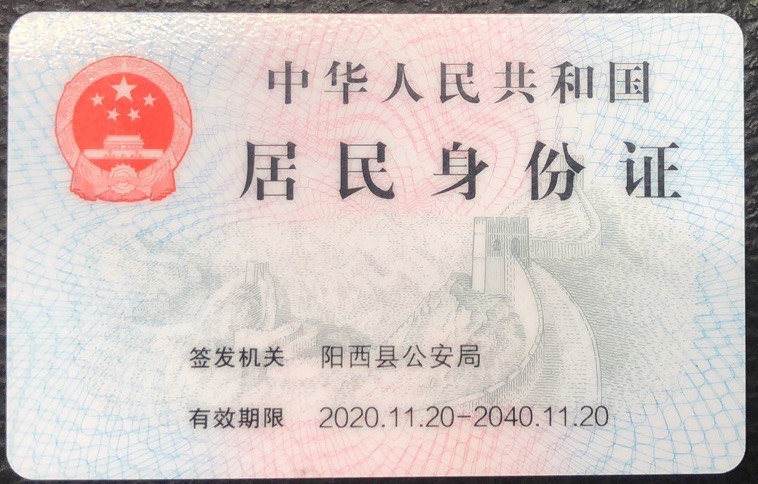 中华人民共和国
居民身份证
签发机关 阳西县公安局
有效期限 2020.11.20-2040.11.20